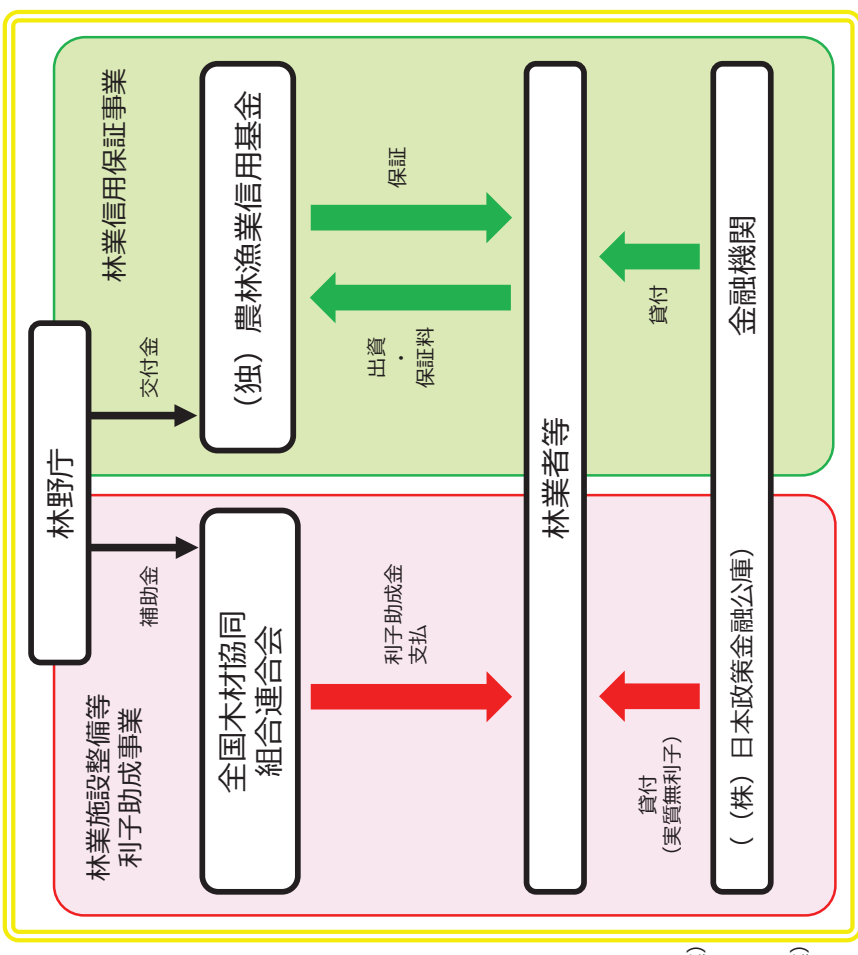 林野庁
補助金
交付金
林業施設整備等
利子助成事業
全国木材協同
組合連合会
利子助成金
支払
林業信用保証事業
（独）農林漁業信用基金
出資
・
保証料
保証
林業者等
貸付
（実質無利子）
貸付
（（株）日本政策金融公庫）
金融機関
）
）